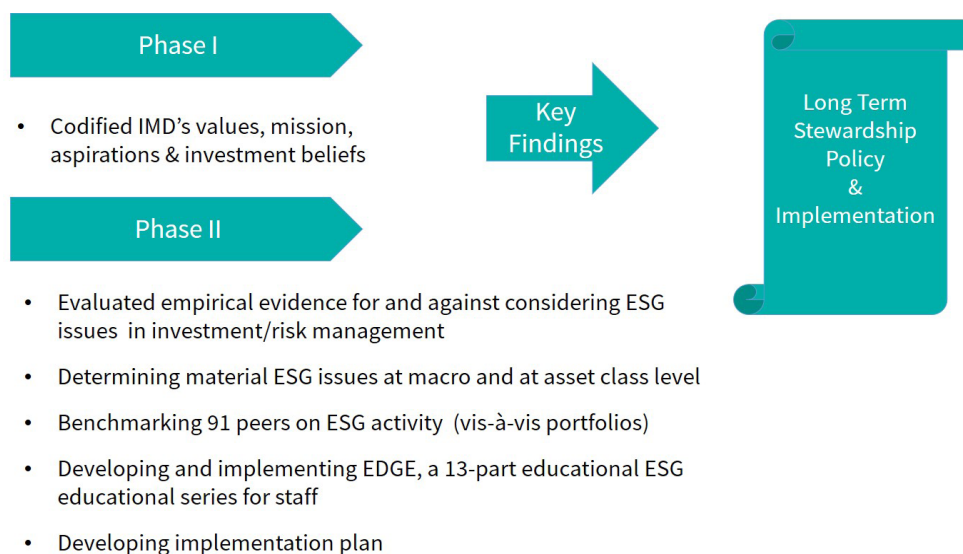 Phase I
• Codified IMD's values, mission,
aspirations & investment beliefs
Key
Findings
Long Term
Stewardship
Policy
&
Implementation
Phase II
• Evaluated empirical evidence for and against considering ESG
issues in investment/risk management
• Determining material ESG issues at macro and at asset class level
• Benchmarking 91 peers on ESG activity (vis-à-vis portfolios)
• Developing and implementing EDGE, a 13-part educational ESG
educational series for staff
• Developing implementation plan